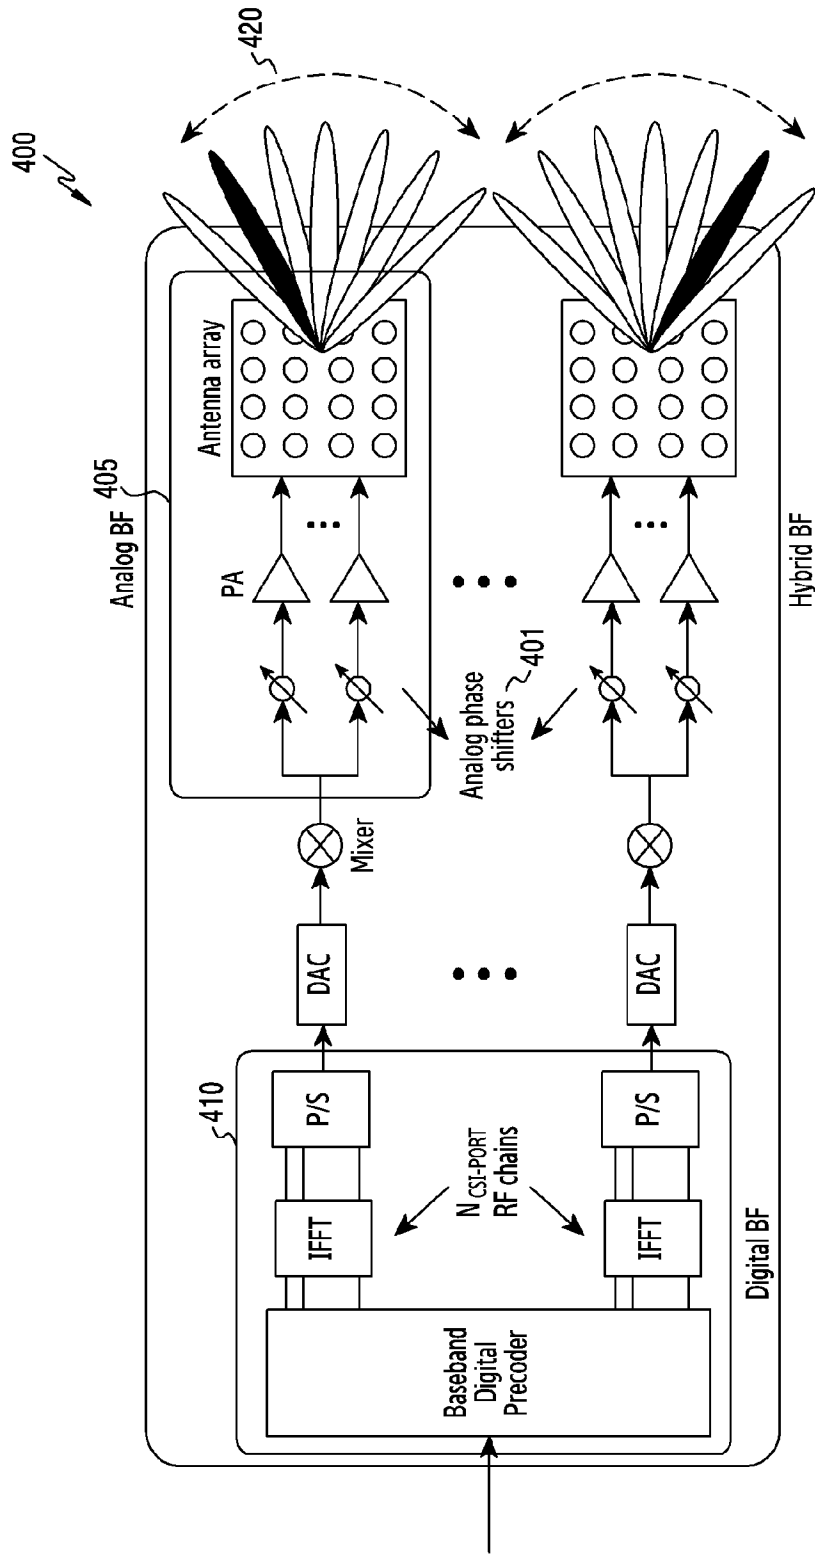 400
420
Analog BF
405
Antenna array
PA
Mixer
Analog phase
shifters
401
DAC
DAC
410
P/S
P/S
N CSI-PORT
RF chains
IFFT
IFFT
Baseband
Digital
Precoder
Digital BF
Hybrid BF